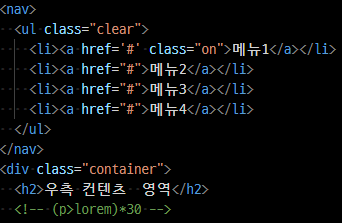 <nav>
  <ul class="clear">
    <li><a href='#' class="on">메뉴1</a></li>
    <li><a href="#">메뉴2</a></li>
    <li><a href="#">메뉴3</a></li>
    <li><a href="#">메뉴4</a></li>
  </ul>
</nav>
<div class="container">
  <h2>우측 컨텐츠  영역</h2>
  <!-- (p>lorem)*30 -->